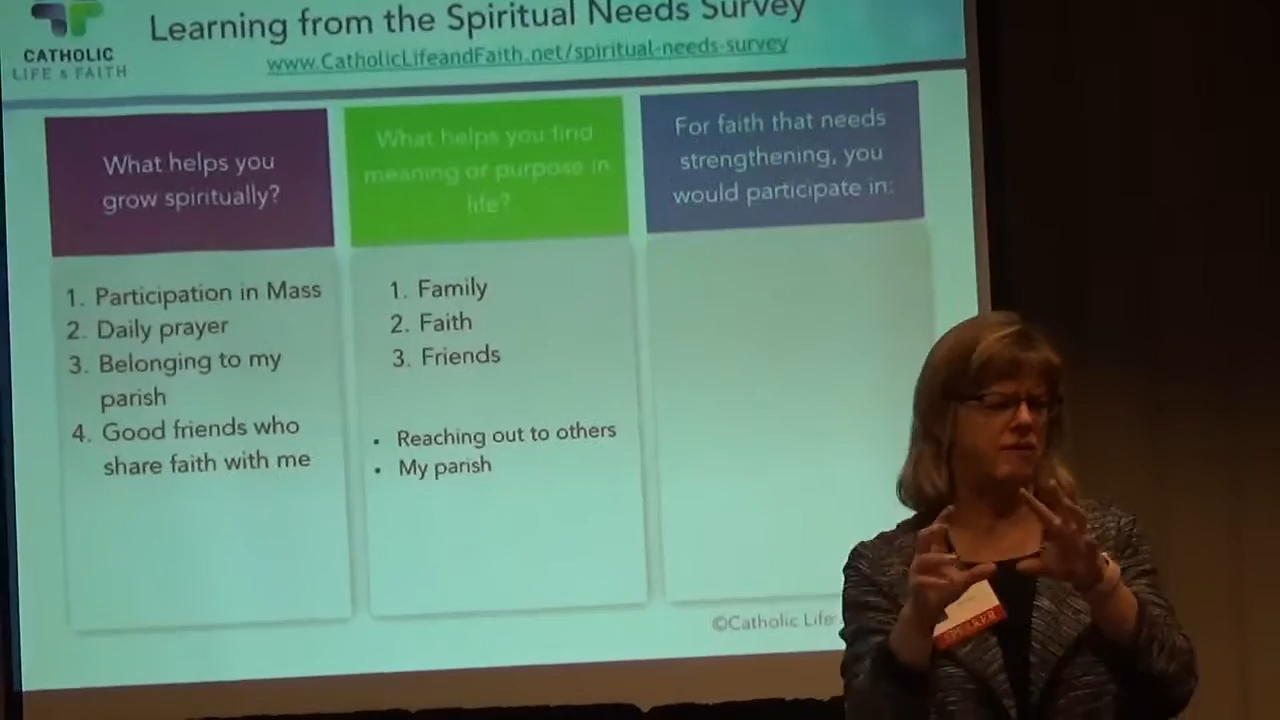 Learning from the Spiritual Needs Survey
www.CatholicLifeandFaith.net/spiritual-needs-survey
CATHOLIC
LIFE & FAITH
What helps you
grow spiritually?
1. Participation in Mass
2. Daily prayer
3. Belonging to my
parish
4. Good friends who
share faith with me
What helps you find
meaning or purpose in
life?
1. Family
2. Faith
3. Friends
• Reaching out to others
• My parish
For faith that needs
strengthening, you
would participate in:
©Catholic Life
SPEAKER